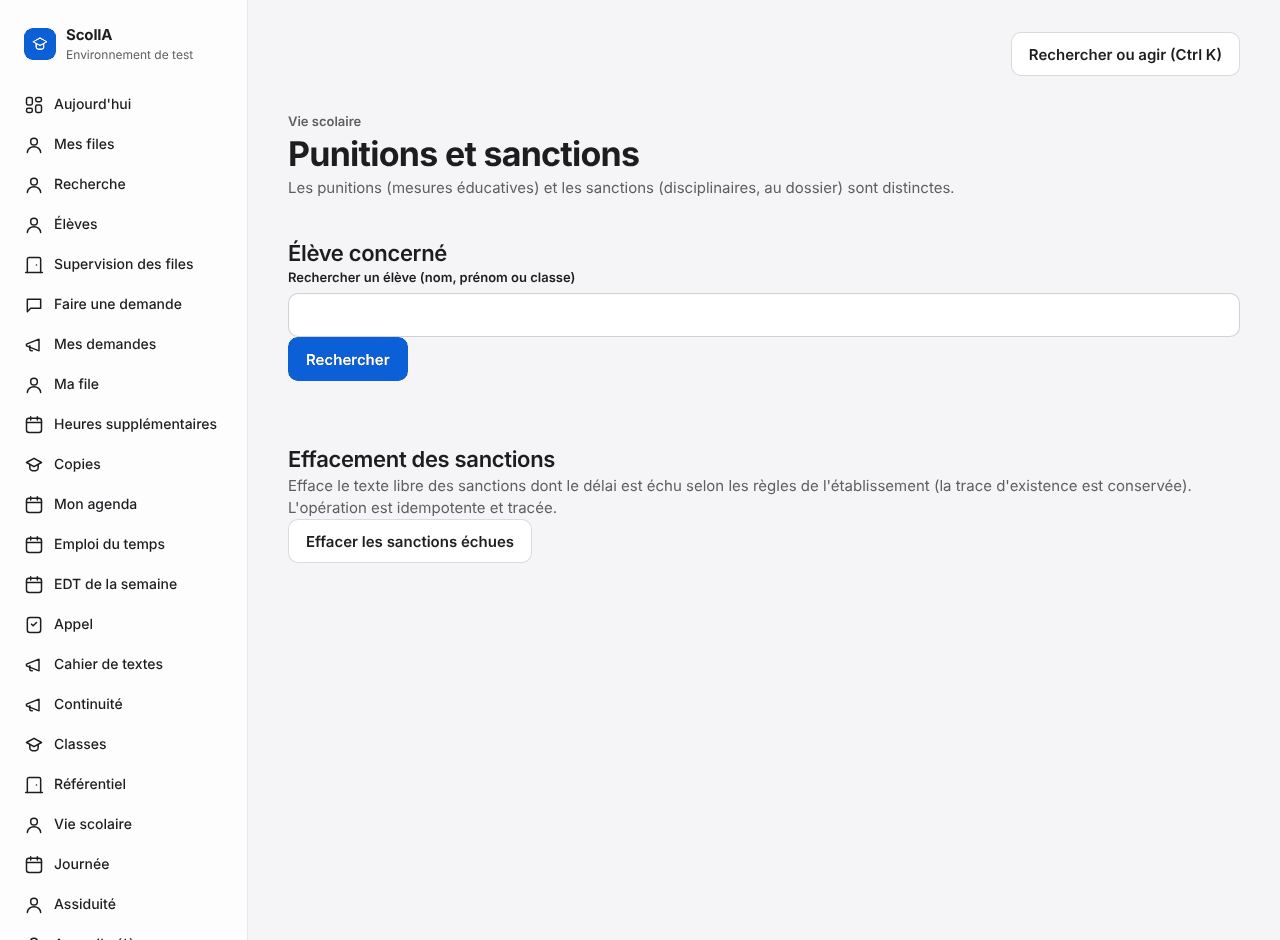 ScolIA
Environnement de test
Aujourd'hui
Mes files
Recherche
Élèves
Supervision des files
Faire une demande
Mes demandes
Ma file
Heures supplémentaires
Copies
Mon agenda
Emploi du temps
EDT de la semaine
Appel
Cahier de textes
Continuité
Classes
Référentiel
Vie scolaire
Journée
Assiduité
Rechercher ou agir (Ctrl K)
Vie scolaire
Punitions et sanctions
Les punitions (mesures éducatives) et les sanctions (disciplinaires, au dossier) sont distinctes.
Élève concerné
Rechercher un élève (nom, prénom ou classe)
Rechercher
Effacement des sanctions
Efface le texte libre des sanctions dont le délai est échu selon les règles de l'établissement (la trace d'existence est conservée).
L'opération est idempotente et tracée.
Effacer les sanctions échues